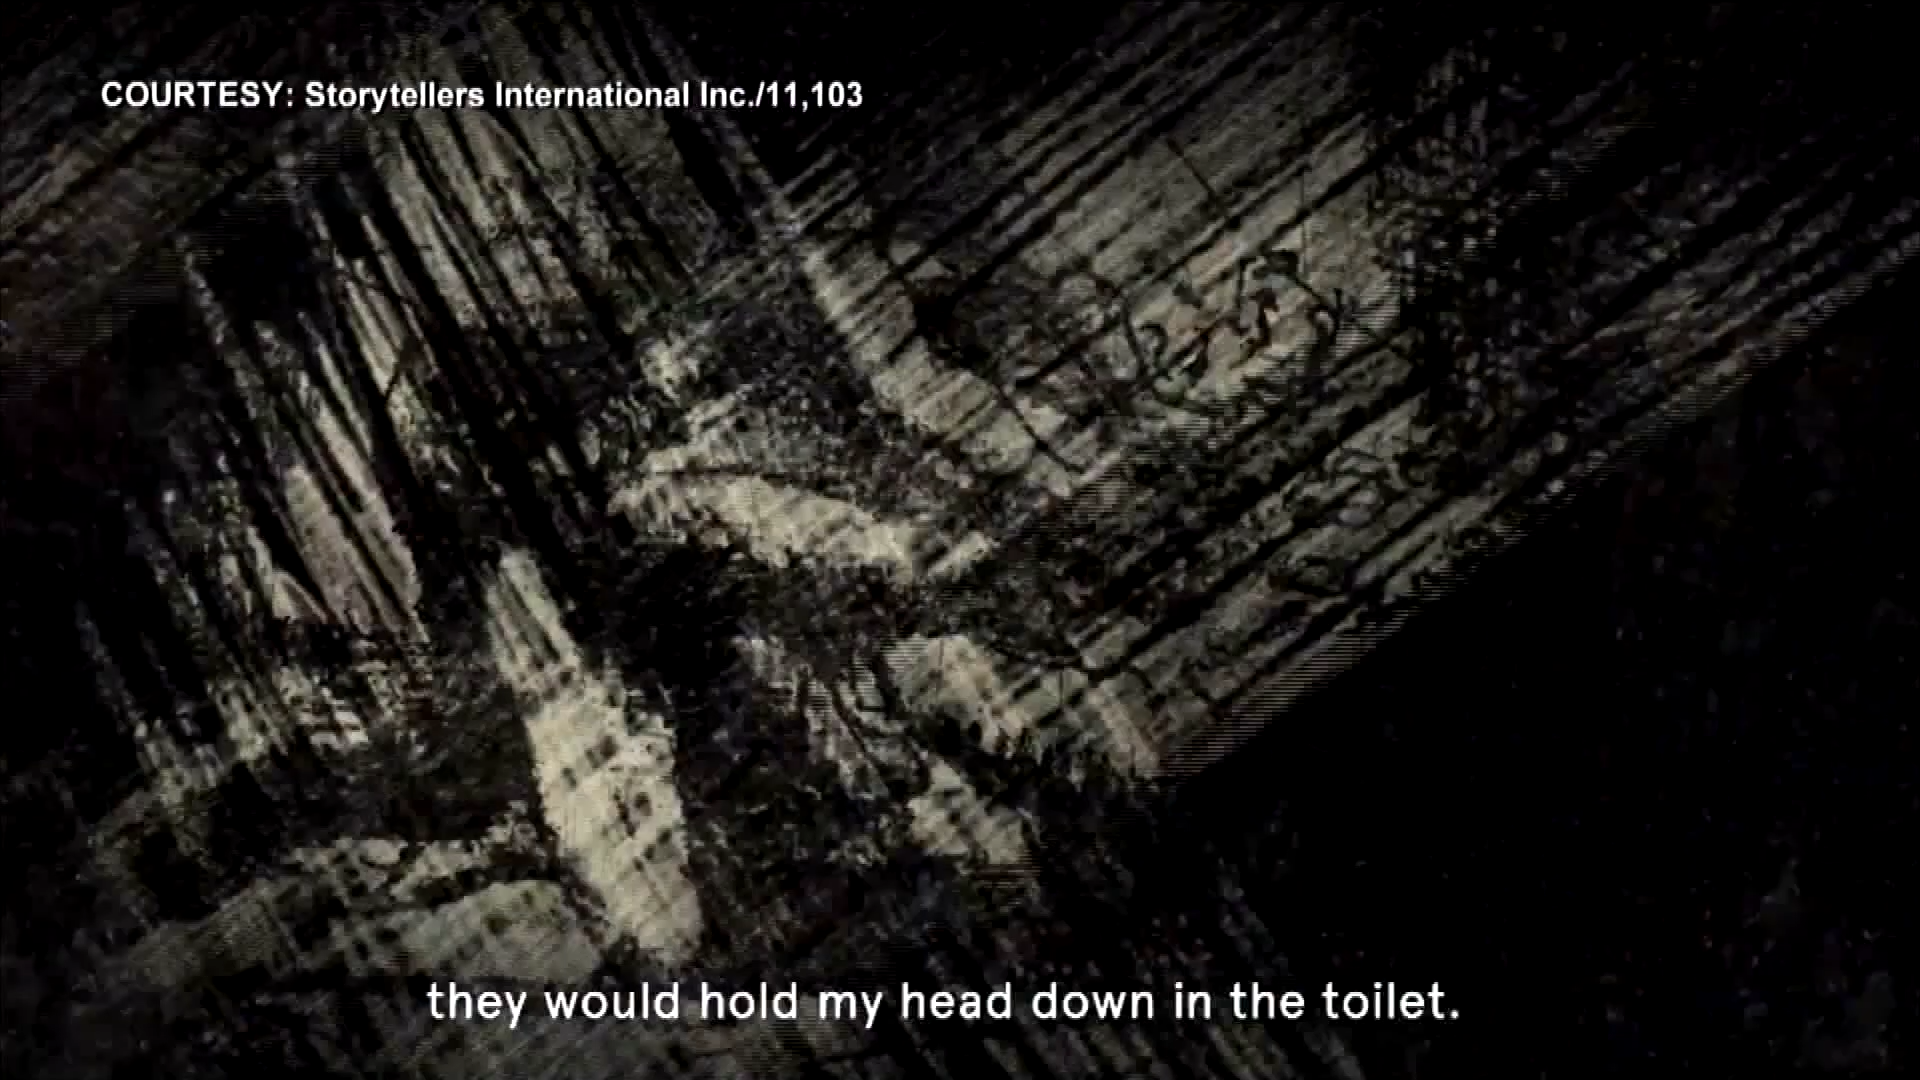 COURTESY: Storytellers International Inc./11,103
they would hold my head down in the toilet.